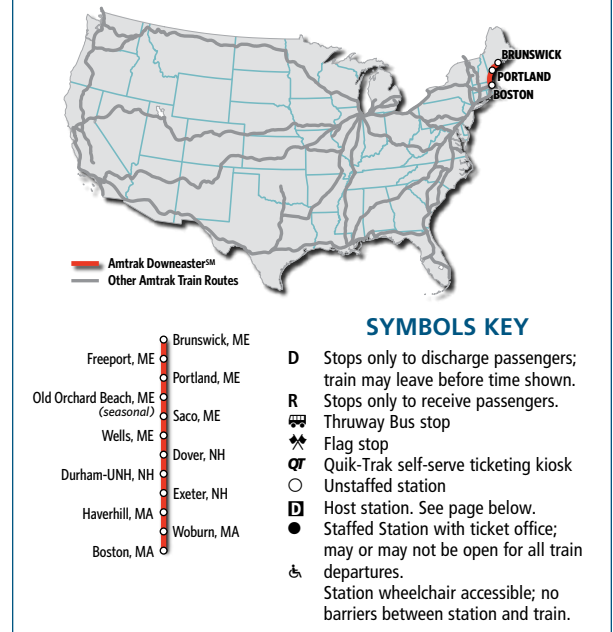 BRUNSWICK
PORTLAND
BOSTON
Amtrak Downeaster℠
Other Amtrak Train Routes
Brunswick, ME
Freeport, ME
Portland, ME
Old Orchard Beach, ME
(seasonal)
Saco, ME
Wells, ME
Dover, NH
Durham-UNH, NH
Exeter, NH
Haverhill, MA
Woburn, MA
Boston, MA
SYMBOLS KEY
D Stops only to discharge passengers;
train may leave before time shown.
R Stops only to receive passengers.
Thruway Bus stop
Flag stop
QT Quik-Trak self-serve ticketing kiosk
Unstaffed station
D Host station. See page below.
Staffed Station with ticket office;
may or may not be open for all train
departures.
Station wheelchair accessible; no
barriers between station and train.